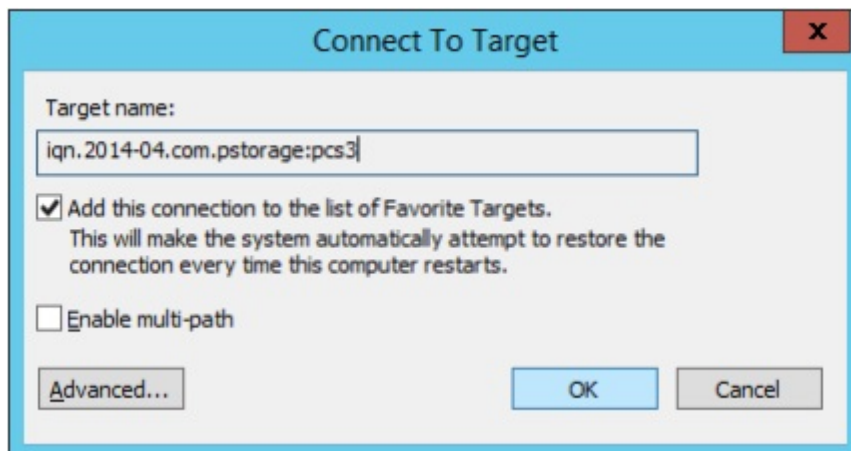 Connect To Target
x
Target name:
iqn.2014-04.com.pstorage:pcs3
Add this connection to the list of Favorite Targets.
This will make the system automatically attempt to restore the
connection every time this computer restarts.
Enable multi-path
Advanced... OK Cancel